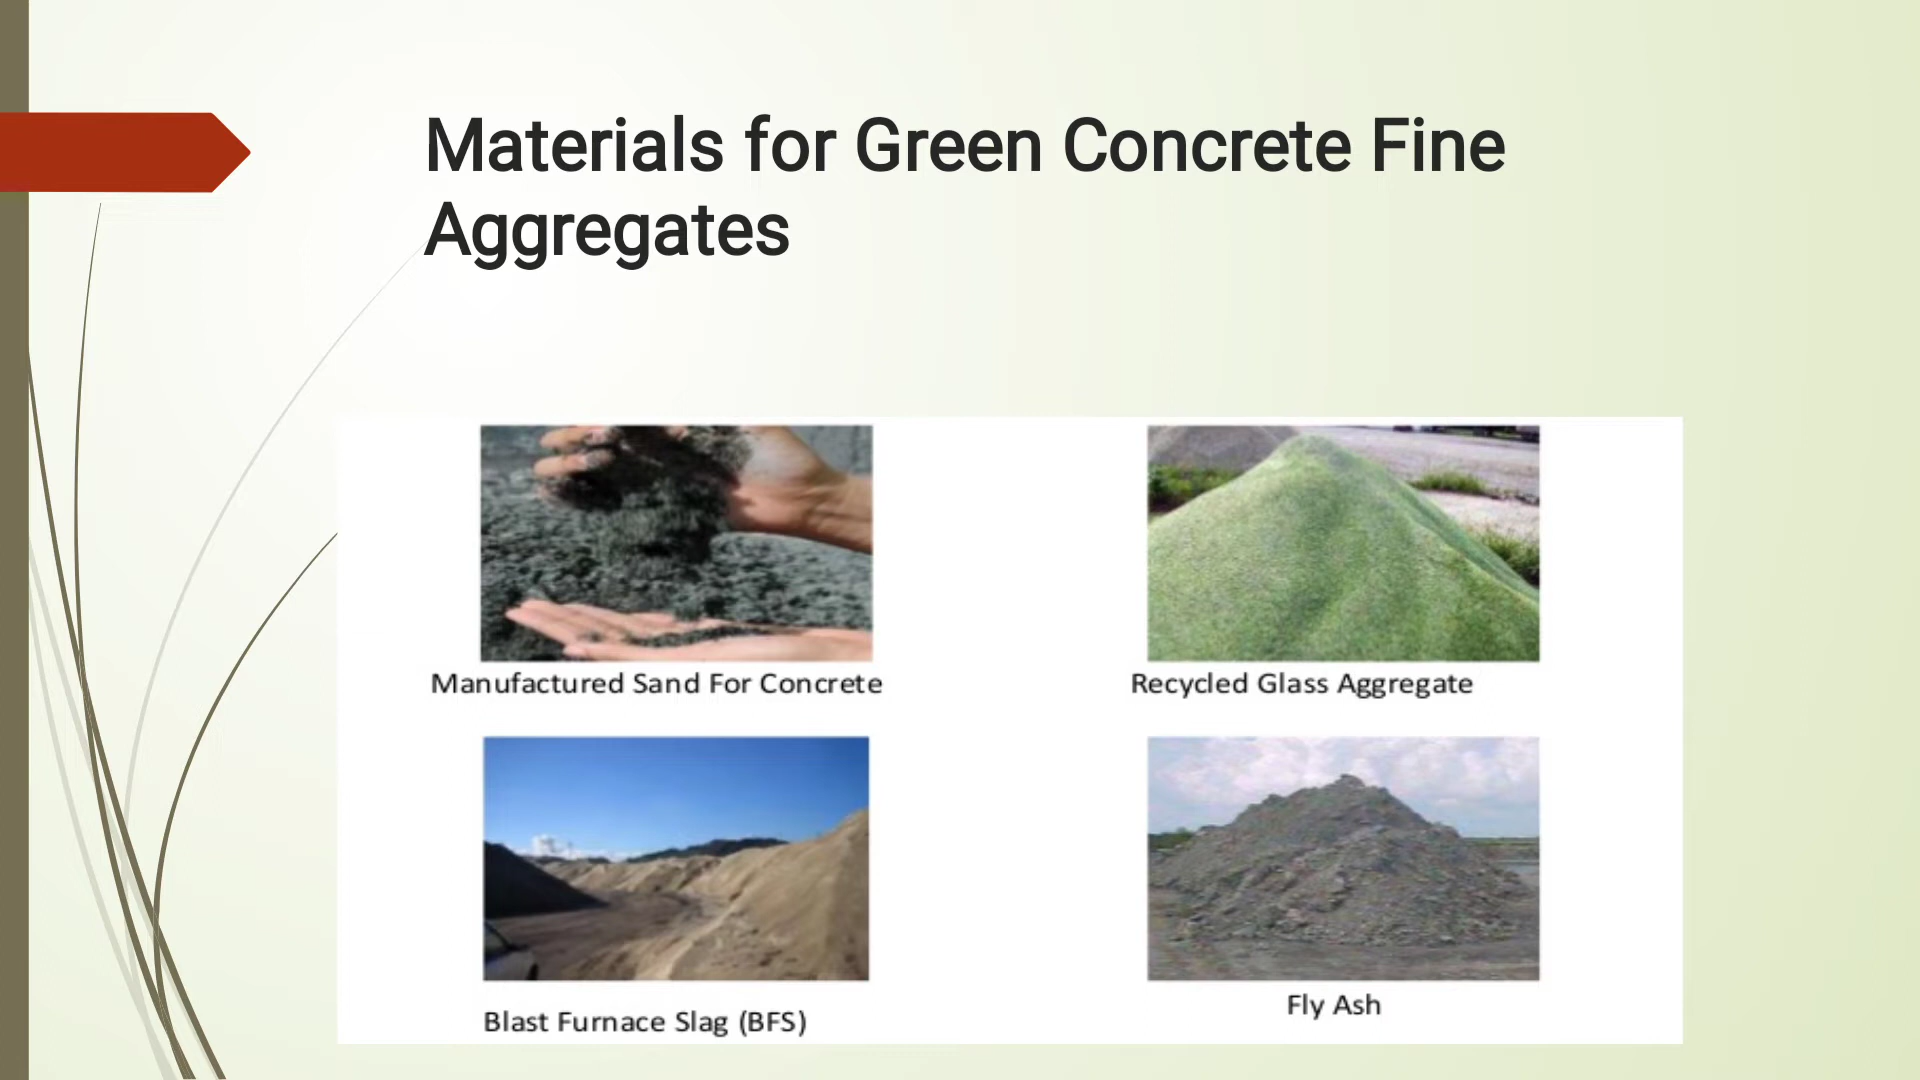 Materials for Green Concrete Fine
Aggregates
Manufactured Sand For Concrete
Recycled Glass Aggregate
Blast Furnace Slag (BFS)
Fly Ash